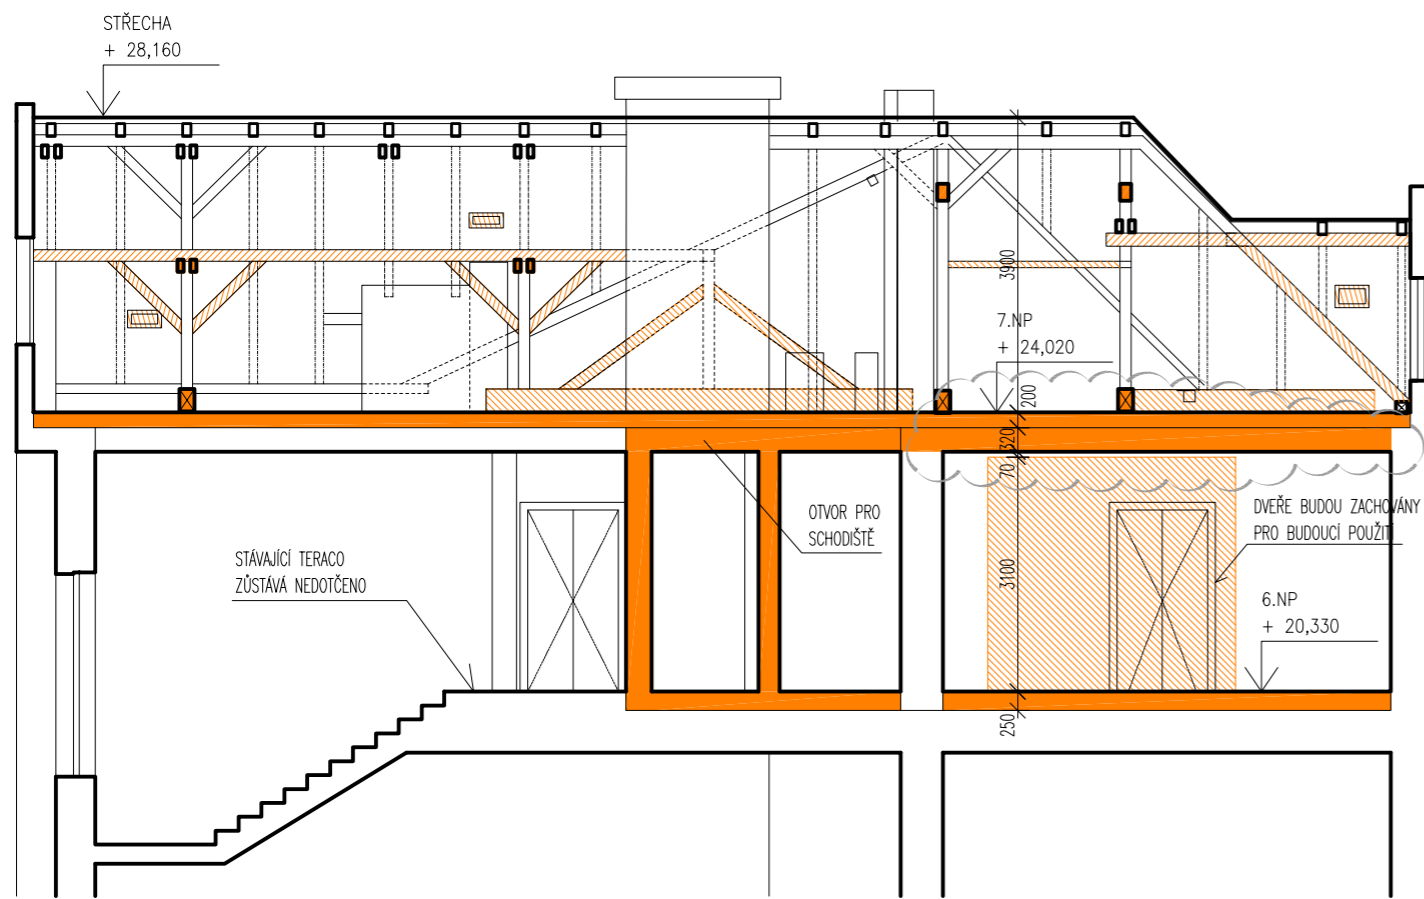 STŘECHA
+ 28,160
3900
7.NP
+ 24,020
200
320
70
OTVOR PRO
SCHODIŠTĚ
DVEŘE BUDOU ZACHOVÁNY
PRO BUDOUCÍ POUŽITÍ
STÁVAJÍCÍ TERACO
ZŮSTÁVÁ NEDOTČENO
3100
6.NP
+ 20,330
250